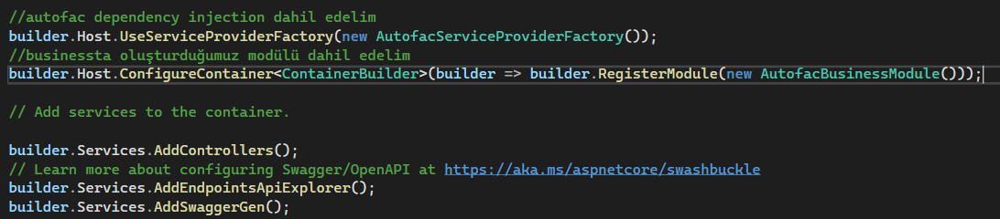 //autofac dependency injection dahil edelim
builder.Host.UseServiceProviderFactory(new AutofacServiceProviderFactory());
//businessta oluşturduğumuz modülü dahil edelim
builder.Host.ConfigureContainer<ContainerBuilder>(builder => builder.RegisterModule(new AutofacBusinessModule()));
// Add services to the container.
builder.Services.AddControllers();
// Learn more about configuring Swagger/OpenAPI at https://aka.ms/aspnetcore/swashbuckle
builder.Services.AddEndpointsApiExplorer();
builder.Services.AddSwaggerGen();